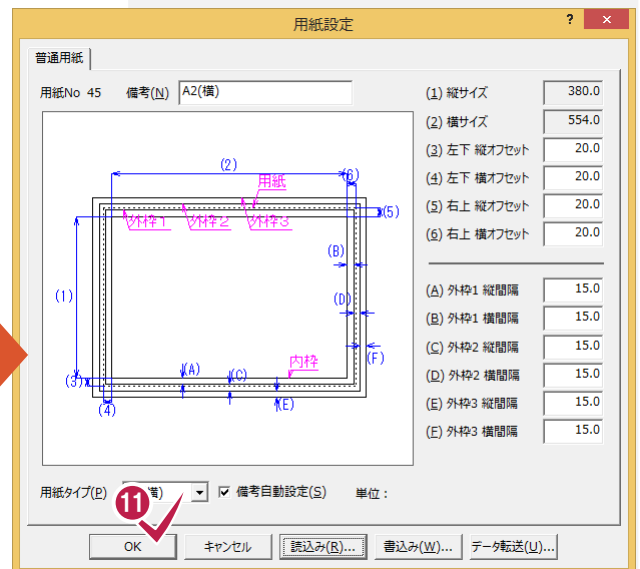 用紙設定
? ×
普通用紙
用紙No 45 備考(N) A2(横)
(1) 縦サイズ 380.0
(2) 横サイズ 554.0
(3) 左下 縦オフセット 20.0
(4) 左下 横オフセット 20.0
(5) 右上 縦オフセット 20.0
(6) 右上 横オフセット 20.0
(A) 外枠1 縦間隔 15.0
(B) 外枠1 横間隔 15.0
(C) 外枠2 縦間隔 15.0
(D) 外枠2 横間隔 15.0
(E) 外枠3 縦間隔 15.0
(F) 外枠3 横間隔 15.0
(2)
用紙
(6)
外枠1 外枠2 外枠3
(5)
(B)
(1)
(D)
内枠
(F)
(A)
(C)
(3)
(E)
(4)
用紙タイプ(P) 横) 備考自動設定(S) 単位:
11
OK キャンセル 読込み(R)... 書込み(W)... データ転送(U)...